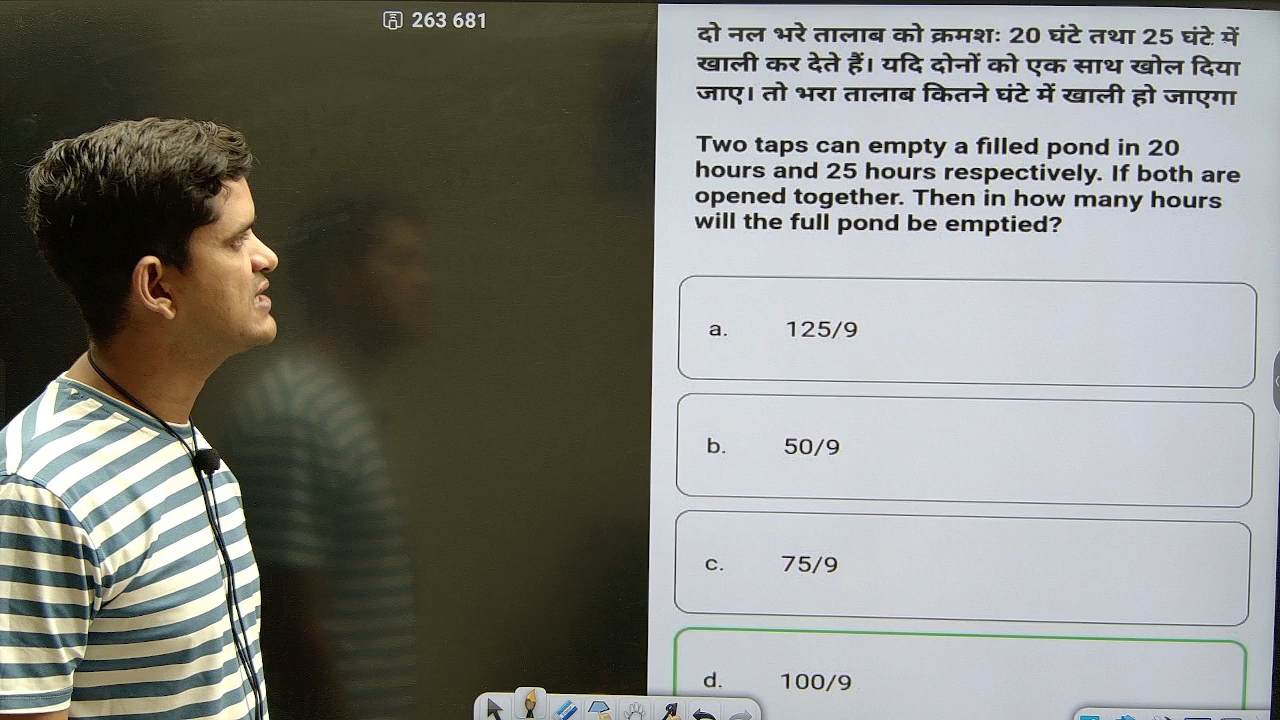 263 681
दो नल भरे तालाब को क्रमशः 20 घंटे तथा 25 घंटे में
खाली कर देते हैं। यदि दोनों को एक साथ खोल दिया
जाए। तो भरा तालाब कितने घंटे में खाली हो जाएगा
Two taps can empty a filled pond in 20
hours and 25 hours respectively. If both are
opened together. Then in how many hours
will the full pond be emptied?
a. 125/9
b. 50/9
c. 75/9
d. 100/9